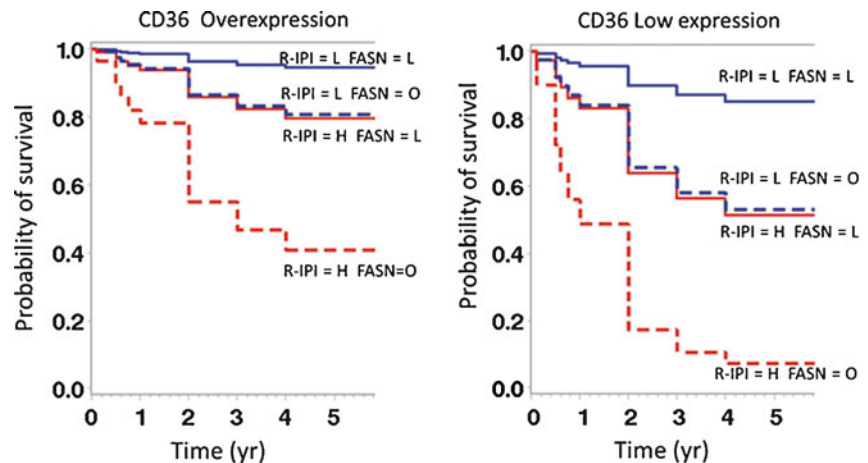 CD36 Overexpression
Probability of survival
1.0
0.8
0.6
0.4
0.2
0.0
R-IPI = L FASN = L
R-IPI = L FASN = O
R-IPI = H FASN = L
R-IPI = H FASN=O
0 1 2 3 4 5
Time (yr)
CD36 Low expression
Probability of survival
1.0
0.8
0.6
0.4
0.2
0.0
R-IPI = L FASN = L
R-IPI = L FASN = O
R-IPI = H FASN = L
R-IPI = H FASN = O
0 1 2 3 4 5
Time (yr)